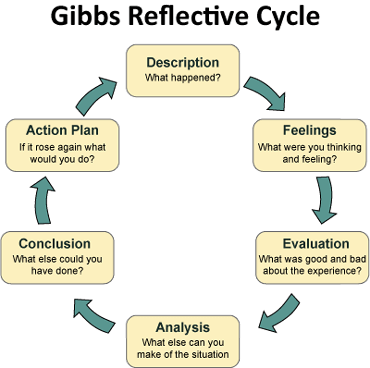 Gibbs Reflective Cycle
Description
What happened?
Feelings
What were you thinking
and feeling?
Evaluation
What was good and bad
about the experience?
Analysis
What else can you
make of the situation
Conclusion
What else could you
have done?
Action Plan
If it rose again what
would you do?